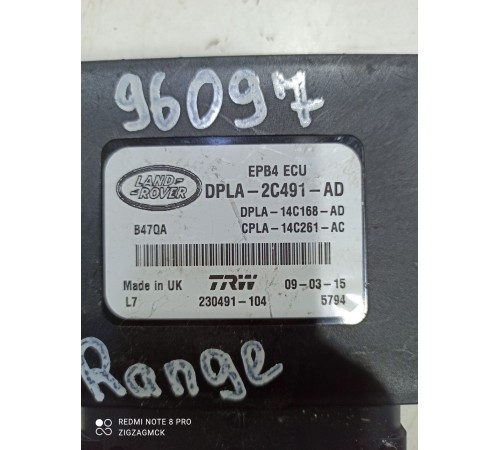 96097
LAND-
ROVER
EPB4 ECU
DPLA-2C491-AD
DPLA-14C168-AD
B47QA CPLA-14C261-AC
Made in UK TRW 09-03-15
L7 230491-104 5794
Range
REDMI NOTE 8 PRO
ZIGZAGMCK